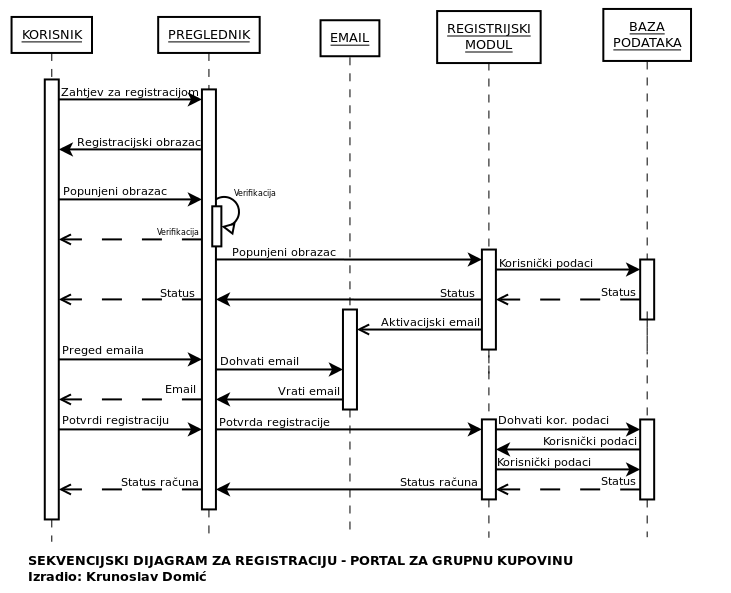 KORISNIK
PREGLEDNIK
EMAIL
REGISTRIJSKI
MODUL
BAZA
PODATAKA
Zahtjev za registracijom
Registracijski obrazac
Popunjeni obrazac
Verifikacija
Verifikacija
Popunjeni obrazac
Korisnički podaci
Status
Status
Status
Aktivacijski email
Preged emaila
Dohvati email
Email
Vrati email
Potvrdi registraciju
Potvrda registracije
Dohvati kor. podaci
Korisnički podaci
Korisnički podaci
Status računa
Status računa
Status
SEKVENCIJSKI DIJAGRAM ZA REGISTRACIJU - PORTAL ZA GRUPNU KUPOVINU
Izradio: Krunoslav Domić